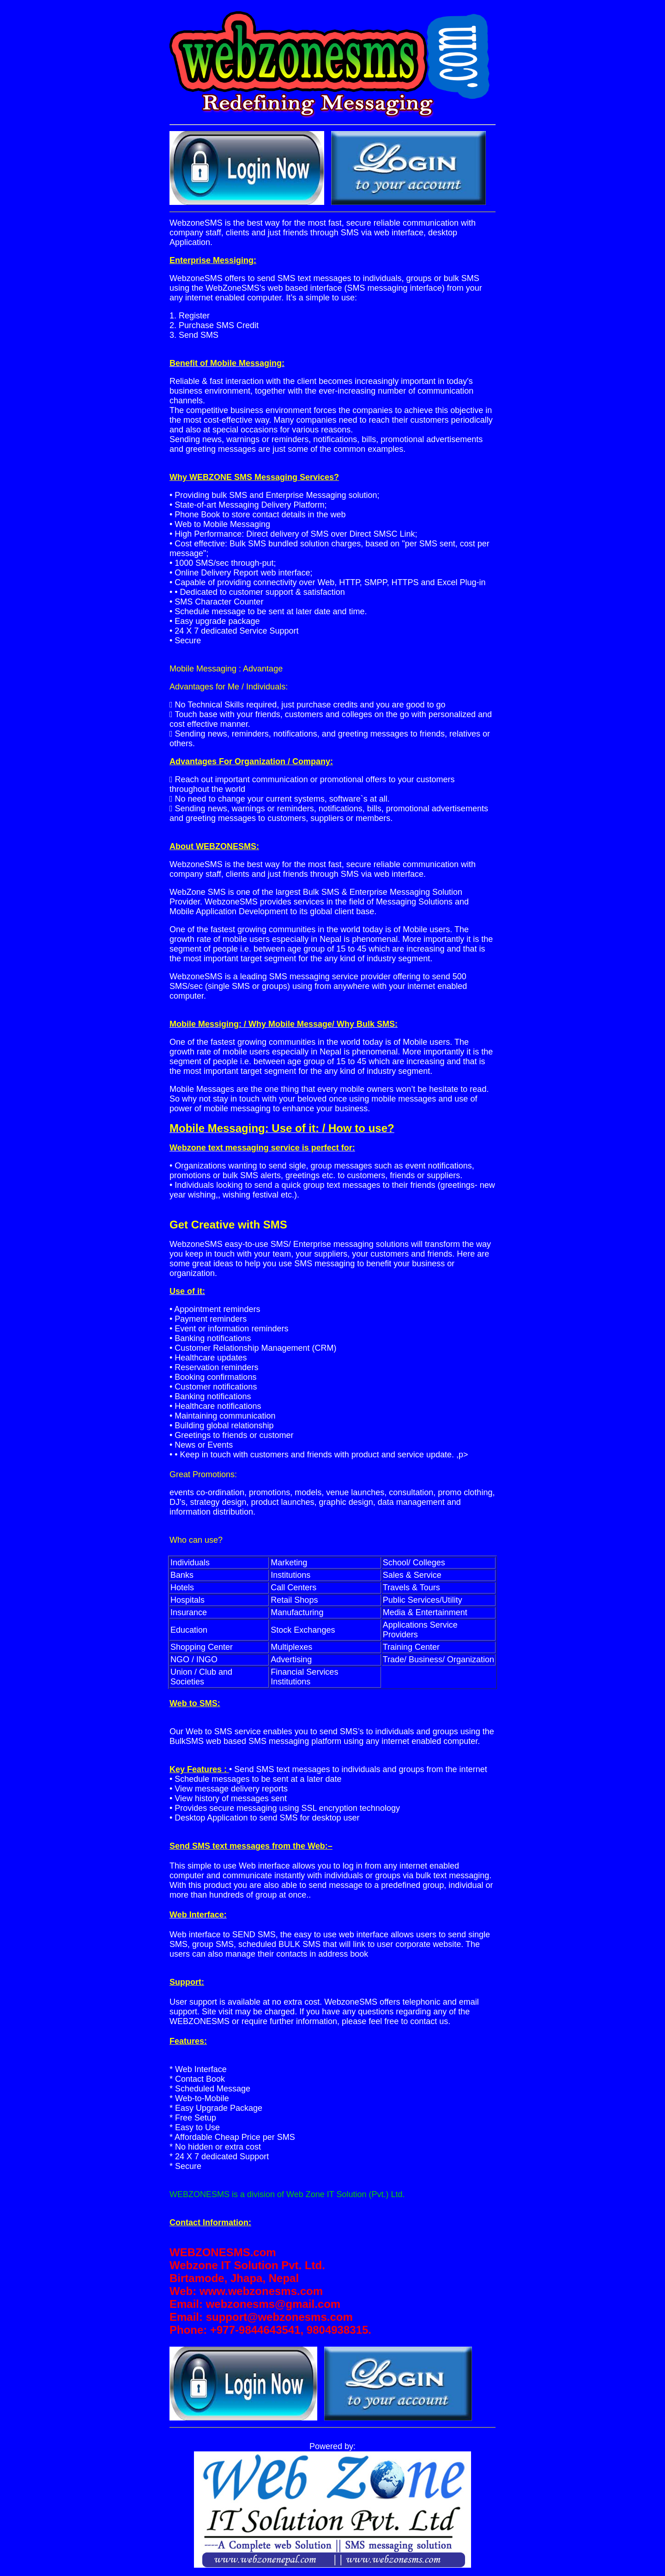 webzonesms
.com
Redefining Messaging
Login Now
LOGIN
to your account
WebzoneSMS is the best way for the most fast, secure reliable communication with
company staff, clients and just friends through SMS via web interface, desktop
Application.
Enterprise Messiging:
WebzoneSMS offers to send SMS text messages to individuals, groups or bulk SMS
using the WebZoneSMS's web based interface (SMS messaging interface) from your
any internet enabled computer. It's a simple to use:
1. Register
2. Purchase SMS Credit
3. Send SMS
Benefit of Mobile Messaging:
Reliable & fast interaction with the client becomes increasingly important in today's
business environment, together with the ever-increasing number of communication
channels.
The competitive business environment forces the companies to achieve this objective in
the most cost-effective way. Many companies need to reach their customers periodically
and also at special occasions for various reasons.
Sending news, warnings or reminders, notifications, bills, promotional advertisements
and greeting messages are just some of the common examples.
Why WEBZONE SMS Messaging Services?
• Providing bulk SMS and Enterprise Messaging solution;
• State-of-art Messaging Delivery Platform;
• Phone Book to store contact details in the web
• Web to Mobile Messaging
• High Performance: Direct delivery of SMS over Direct SMSC Link;
• Cost effective: Bulk SMS bundled solution charges, based on "per SMS sent, cost per
message";
• 1000 SMS/sec through-put;
• Online Delivery Report web interface;
• Capable of providing connectivity over Web, HTTP, SMPP, HTTPS and Excel Plug-in
• • Dedicated to customer support & satisfaction
• SMS Character Counter
• Schedule message to be sent at later date and time.
• Easy upgrade package
• 24 X 7 dedicated Service Support
• Secure
Mobile Messaging : Advantage
Advantages for Me / Individuals:
 No Technical Skills required, just purchase credits and you are good to go
 Touch base with your friends, customers and colleges on the go with personalized and
cost effective manner.
 Sending news, reminders, notifications, and greeting messages to friends, relatives or
others.
Advantages For Organization / Company:
 Reach out important communication or promotional offers to your customers
throughout the world
 No need to change your current systems, software`s at all.
 Sending news, warnings or reminders, notifications, bills, promotional advertisements
and greeting messages to customers, suppliers or members.
About WEBZONESMS:
WebzoneSMS is the best way for the most fast, secure reliable communication with
company staff, clients and just friends through SMS via web interface.
WebZone SMS is one of the largest Bulk SMS & Enterprise Messaging Solution
Provider. WebzoneSMS provides services in the field of Messaging Solutions and
Mobile Application Development to its global client base.
One of the fastest growing communities in the world today is of Mobile users. The
growth rate of mobile users especially in Nepal is phenomenal. More importantly it is the
segment of people i.e. between age group of 15 to 45 which are increasing and that is
the most important target segment for the any kind of industry segment.
WebzoneSMS is a leading SMS messaging service provider offering to send 500
SMS/sec (single SMS or groups) using from anywhere with your internet enabled
computer.
Mobile Messiging: / Why Mobile Message/ Why Bulk SMS:
One of the fastest growing communities in the world today is of Mobile users. The
growth rate of mobile users especially in Nepal is phenomenal. More importantly it is the
segment of people i.e. between age group of 15 to 45 which are increasing and that is
the most important target segment for the any kind of industry segment.
Mobile Messages are the one thing that every mobile owners won't be hesitate to read.
So why not stay in touch with your beloved once using mobile messages and use of
power of mobile messaging to enhance your business.
Mobile Messaging: Use of it: / How to use?
Webzone text messaging service is perfect for:
• Organizations wanting to send sigle, group messages such as event notifications,
promotions or bulk SMS alerts, greetings etc. to customers, friends or suppliers.
• Individuals looking to send a quick group text messages to their friends (greetings- new
year wishing,, wishing festival etc.).
Get Creative with SMS
WebzoneSMS easy-to-use SMS/ Enterprise messaging solutions will transform the way
you keep in touch with your team, your suppliers, your customers and friends. Here are
some great ideas to help you use SMS messaging to benefit your business or
organization.
Use of it:
• Appointment reminders
• Payment reminders
• Event or information reminders
• Banking notifications
• Customer Relationship Management (CRM)
• Healthcare updates
• Reservation reminders
• Booking confirmations
• Customer notifications
• Banking notifications
• Healthcare notifications
• Maintaining communication
• Building global relationship
• Greetings to friends or customer
• News or Events
• • Keep in touch with customers and friends with product and service update. ,p>
Great Promotions:
events co-ordination, promotions, models, venue launches, consultation, promo clothing,
DJ's, strategy design, product launches, graphic design, data management and
information distribution.
Who can use?
Individuals Marketing School/ Colleges
Banks Institutions Sales & Service
Hotels Call Centers Travels & Tours
Hospitals Retail Shops Public Services/Utility
Insurance Manufacturing Media & Entertainment
Education Stock Exchanges Applications Service
Providers
Shopping Center Multiplexes Training Center
NGO / INGO Advertising Trade/ Business/ Organization
Union / Club and Financial Services
Societies Institutions
Web to SMS:
Our Web to SMS service enables you to send SMS's to individuals and groups using the
BulkSMS web based SMS messaging platform using any internet enabled computer.
Key Features : • Send SMS text messages to individuals and groups from the internet
• Schedule messages to be sent at a later date
• View message delivery reports
• View history of messages sent
• Provides secure messaging using SSL encryption technology
• Desktop Application to send SMS for desktop user
Send SMS text messages from the Web:–
This simple to use Web interface allows you to log in from any internet enabled
computer and communicate instantly with individuals or groups via bulk text messaging.
With this product you are also able to send message to a predefined group, individual or
more than hundreds of group at once..
Web Interface:
Web interface to SEND SMS, the easy to use web interface allows users to send single
SMS, group SMS, scheduled BULK SMS that will link to user corporate website. The
users can also manage their contacts in address book
Support:
User support is available at no extra cost. WebzoneSMS offers telephonic and email
support. Site visit may be charged. If you have any questions regarding any of the
WEBZONESMS or require further information, please feel free to contact us.
Features:
* Web Interface
* Contact Book
* Scheduled Message
* Web-to-Mobile
* Easy Upgrade Package
* Free Setup
* Easy to Use
* Affordable Cheap Price per SMS
* No hidden or extra cost
* 24 X 7 dedicated Support
* Secure
WEBZONESMS is a division of Web Zone IT Solution (Pvt.) Ltd.
Contact Information:
WEBZONESMS.com
Webzone IT Solution Pvt. Ltd.
Birtamode, Jhapa, Nepal
Web: www.webzonesms.com
Email: webzonesms@gmail.com
Email: support@webzonesms.com
Phone: +977-9844643541, 9804938315.
Login Now
LOGIN
to your account
Powered by:
Web Zone
IT Solution Pvt. Ltd
----A Complete web Solution || SMS messaging solution
www.webzonenepal.com || www.webzonesms.com